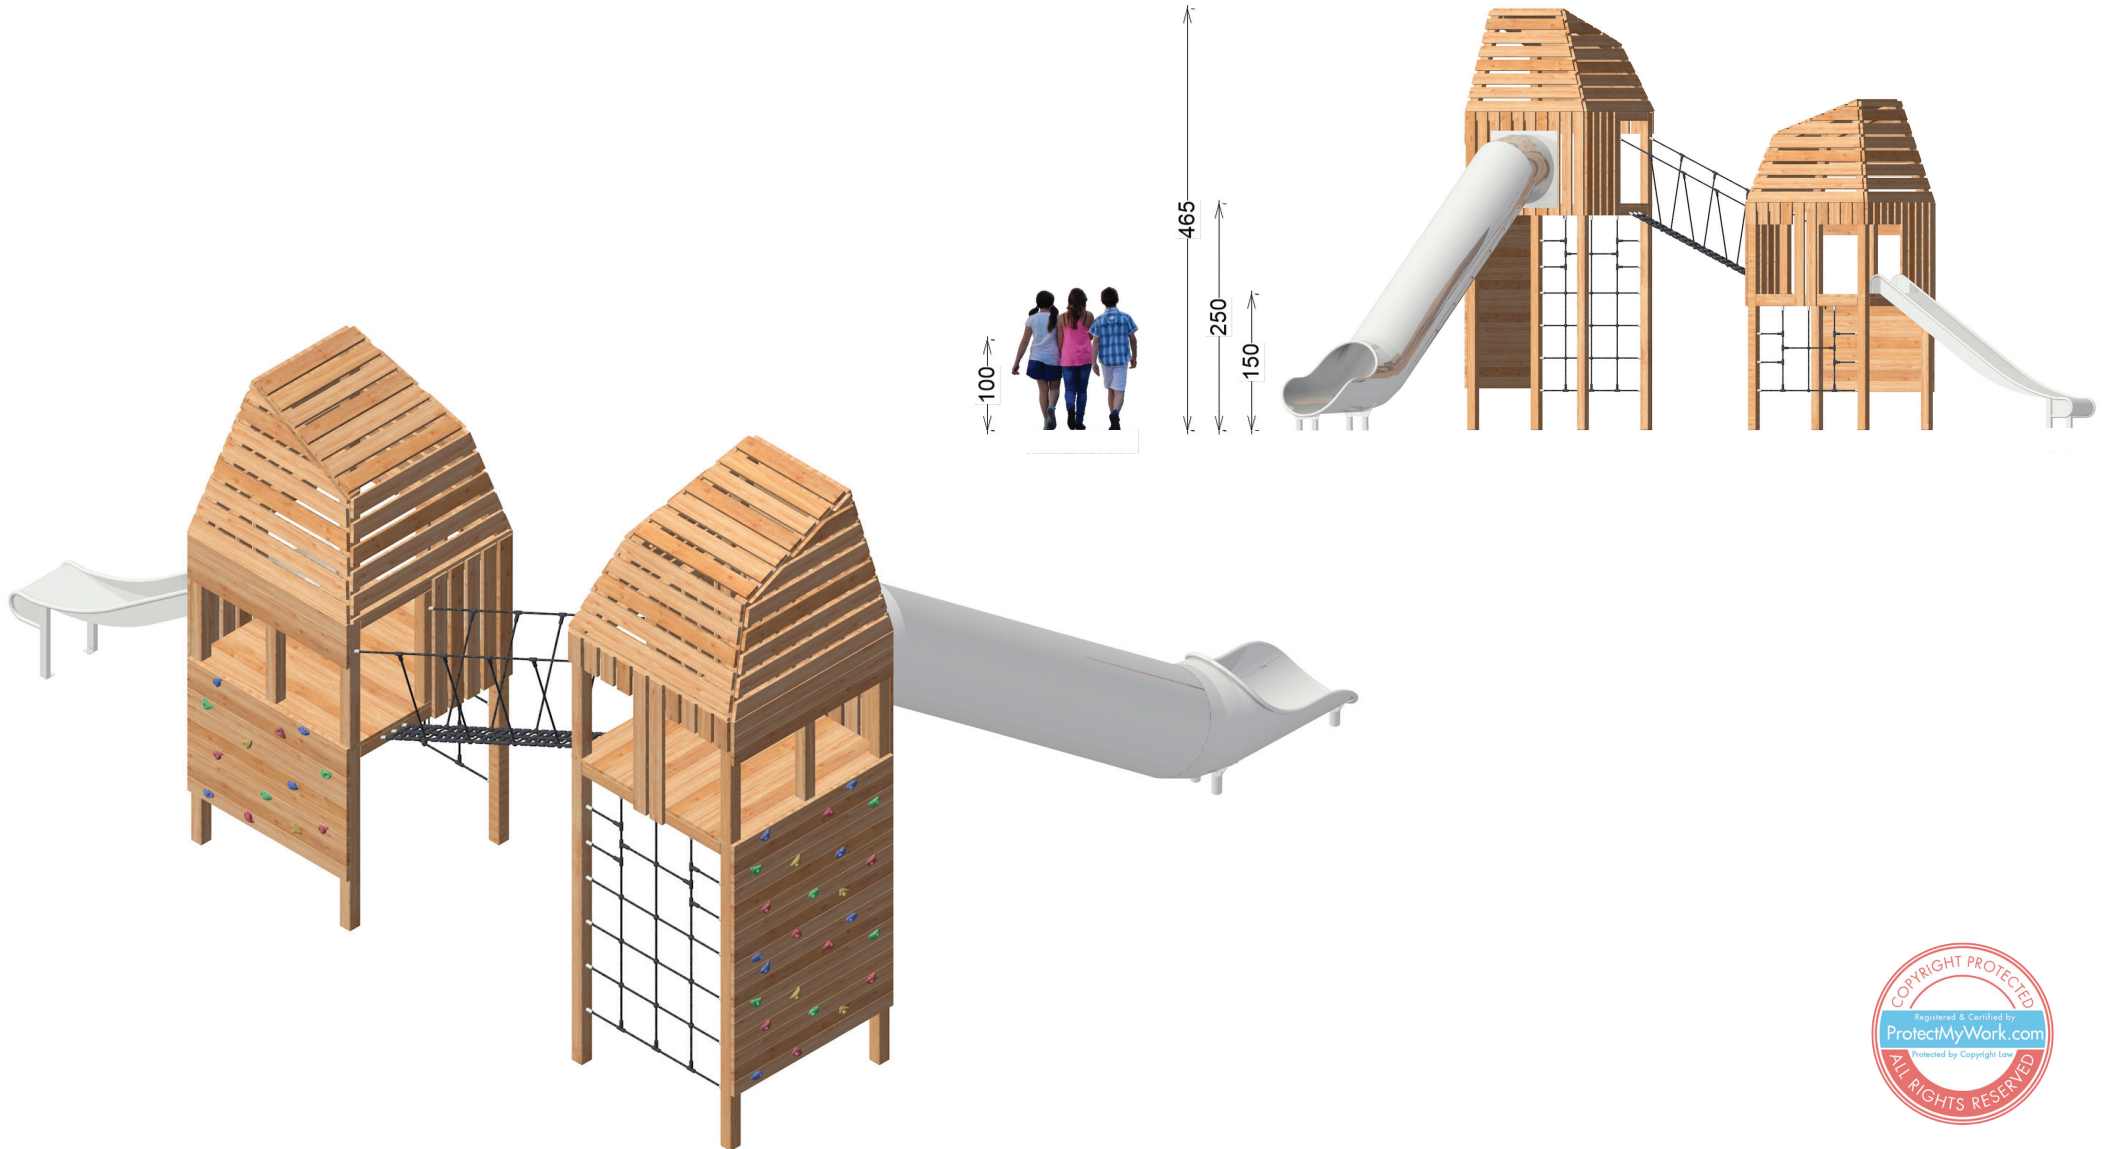 465
250
150
100
COPYRIGHT PROTECTED
Registered & Certified by
ProtectMyWork.com
Protected by Copyright Law
ALL RIGHTS RESERVED